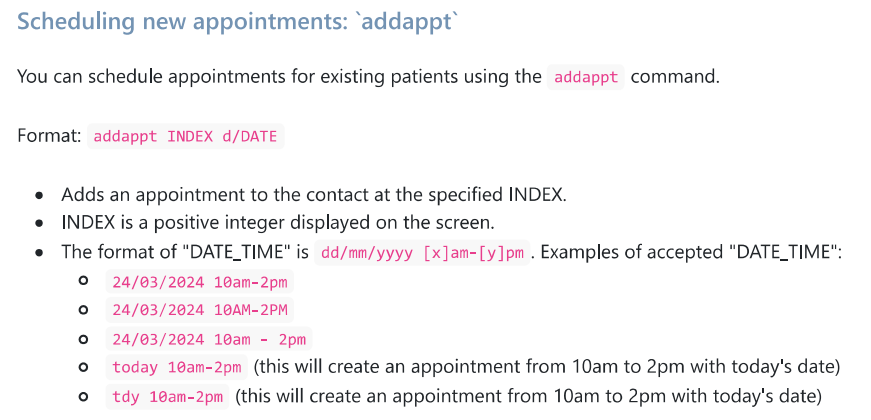 Scheduling new appointments: `addappt`
You can schedule appointments for existing patients using the addappt command.
Format: addappt INDEX d/DATE
Adds an appointment to the contact at the specified INDEX.
INDEX is a positive integer displayed on the screen.
The format of "DATE_TIME" is dd/mm/yyyy [x]am-[y]pm . Examples of accepted "DATE_TIME":
24/03/2024 10am-2pm
24/03/2024 10AM-2PM
24/03/2024 10am - 2pm
today 10am-2pm (this will create an appointment from 10am to 2pm with today's date)
tdy 10am-2pm (this will create an appointment from 10am to 2pm with today's date)